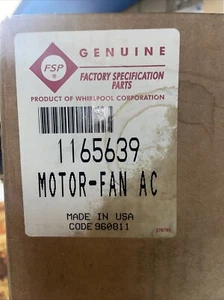 GENUINE
FSP
®
FACTORY SPECIFICATION
PARTS
PRODUCT OF WHIRLPOOL CORPORATION
1165639
MOTOR-FAN AC
MADE IN USA
CODE 960811